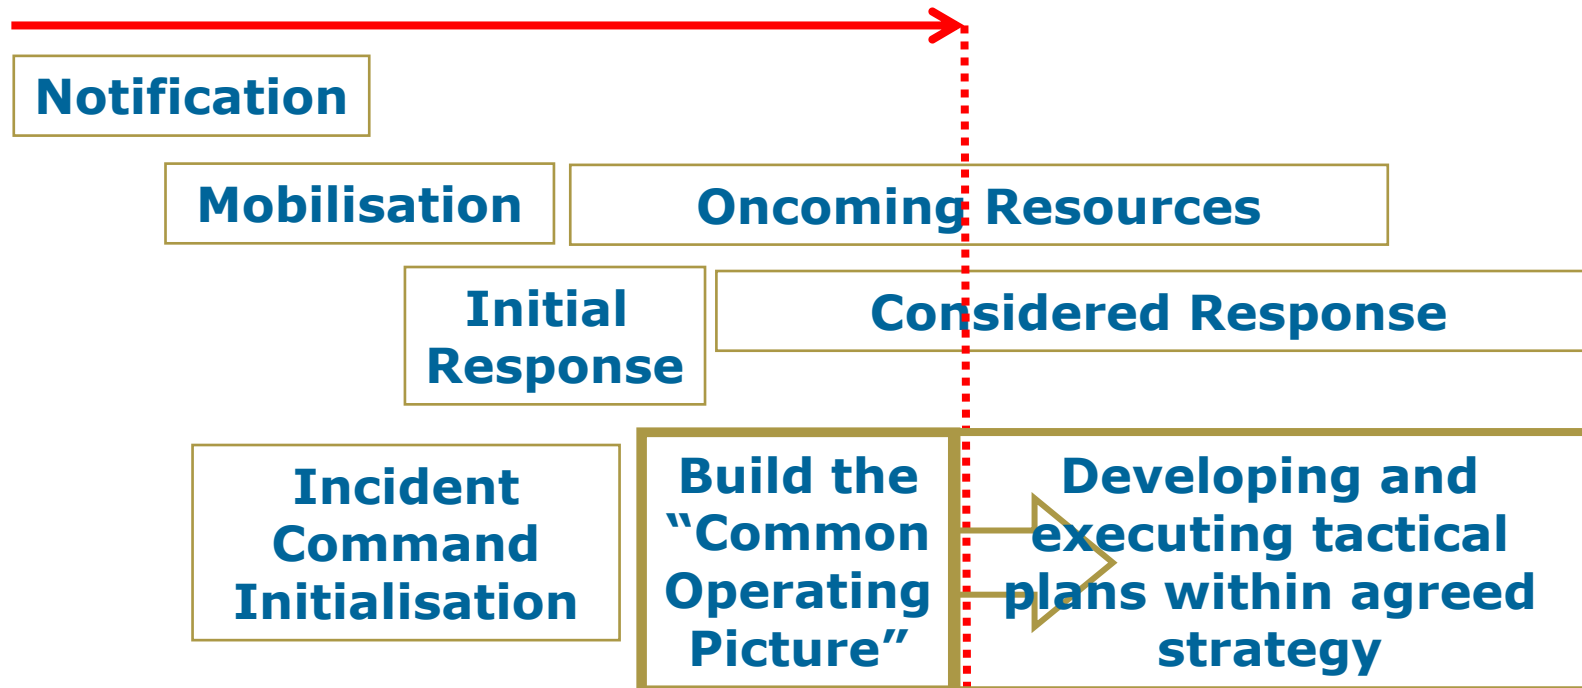 Notification
Mobilisation
Oncoming Resources
Initial
Response
Considered Response
Incident
Command
Initialisation
Build the
“Common
Operating
Picture”
Developing and
executing tactical
plans within agreed
strategy